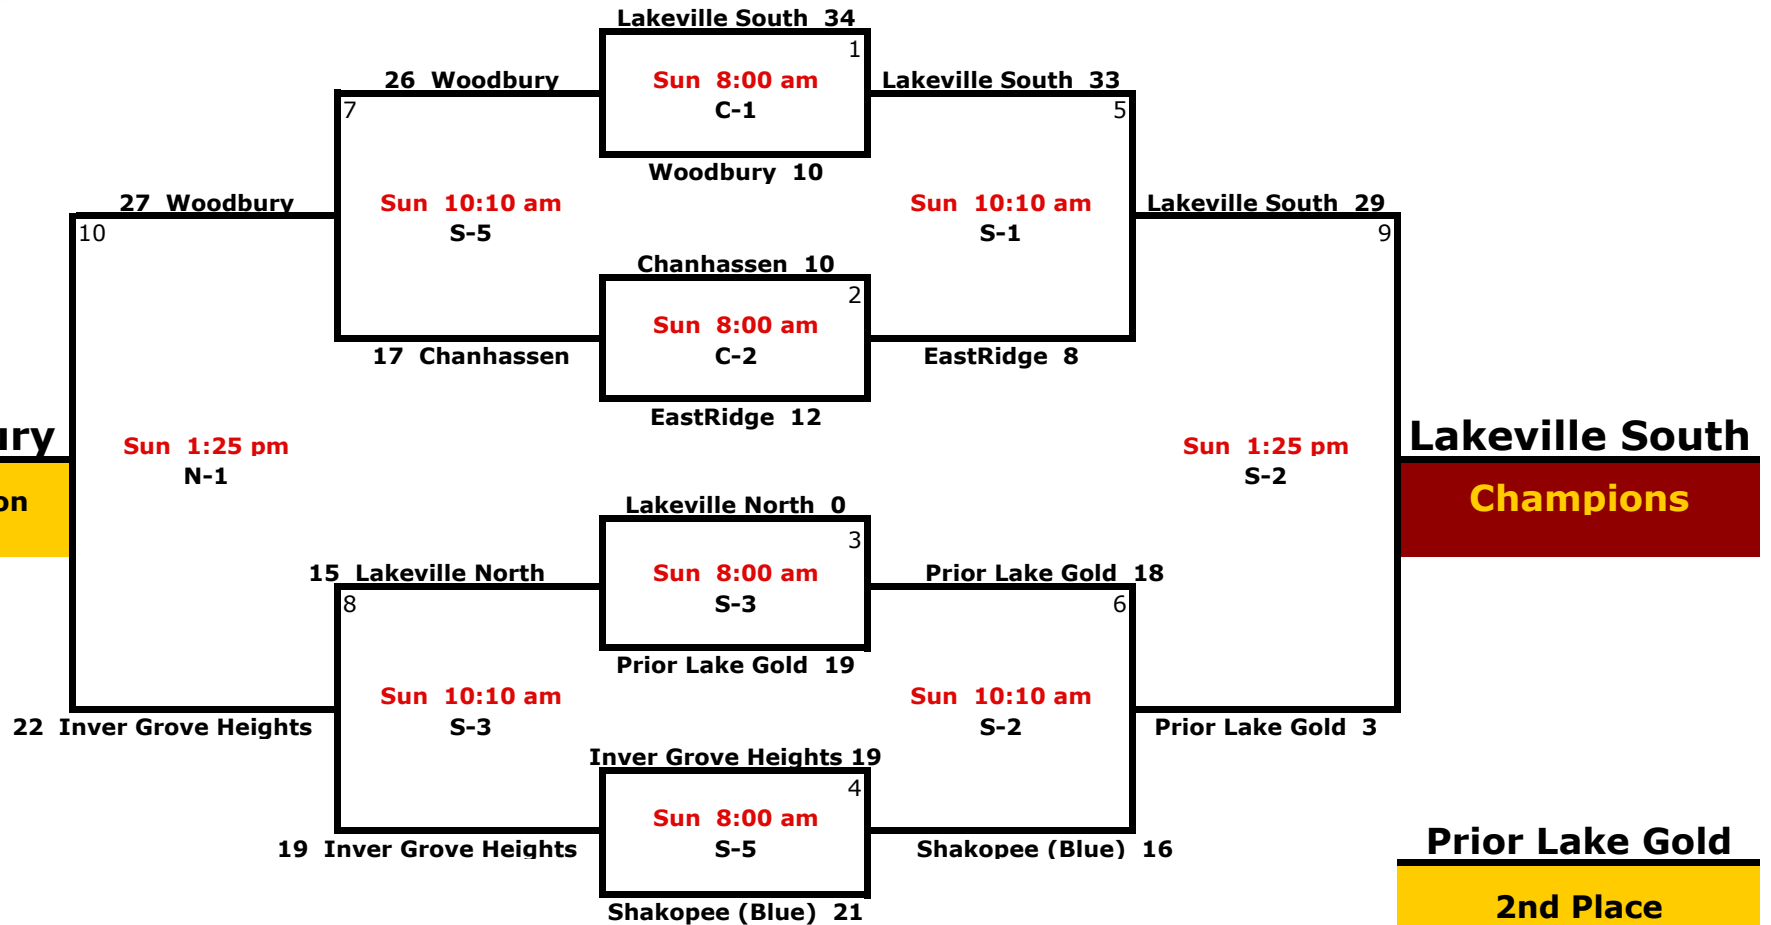 Lakeville South 34
1
26 Woodbury
Sun 8:00 am
Lakeville South 33
7
C-1
5
Woodbury 10
27 Woodbury
Sun 10:10 am
Sun 10:10 am
Lakeville South 29
10
S-5
S-1
9
Chanhassen 10
2
Sun 8:00 am
17 Chanhassen
C-2
EastRidge 8
EastRidge 12
ury
Sun 1:25 pm
Sun 1:25 pm
Lakeville South
N-1
S-2
on
Champions
Lakeville North 0
3
15 Lakeville North
Sun 8:00 am
Prior Lake Gold 18
8
S-3
6
Prior Lake Gold 19
Sun 10:10 am
Sun 10:10 am
22 Inver Grove Heights
S-3
S-2
Prior Lake Gold 3
Inver Grove Heights 19
4
Sun 8:00 am
19 Inver Grove Heights
S-5
Shakopee (Blue) 16
Prior Lake Gold
Shakopee (Blue) 21
2nd Place